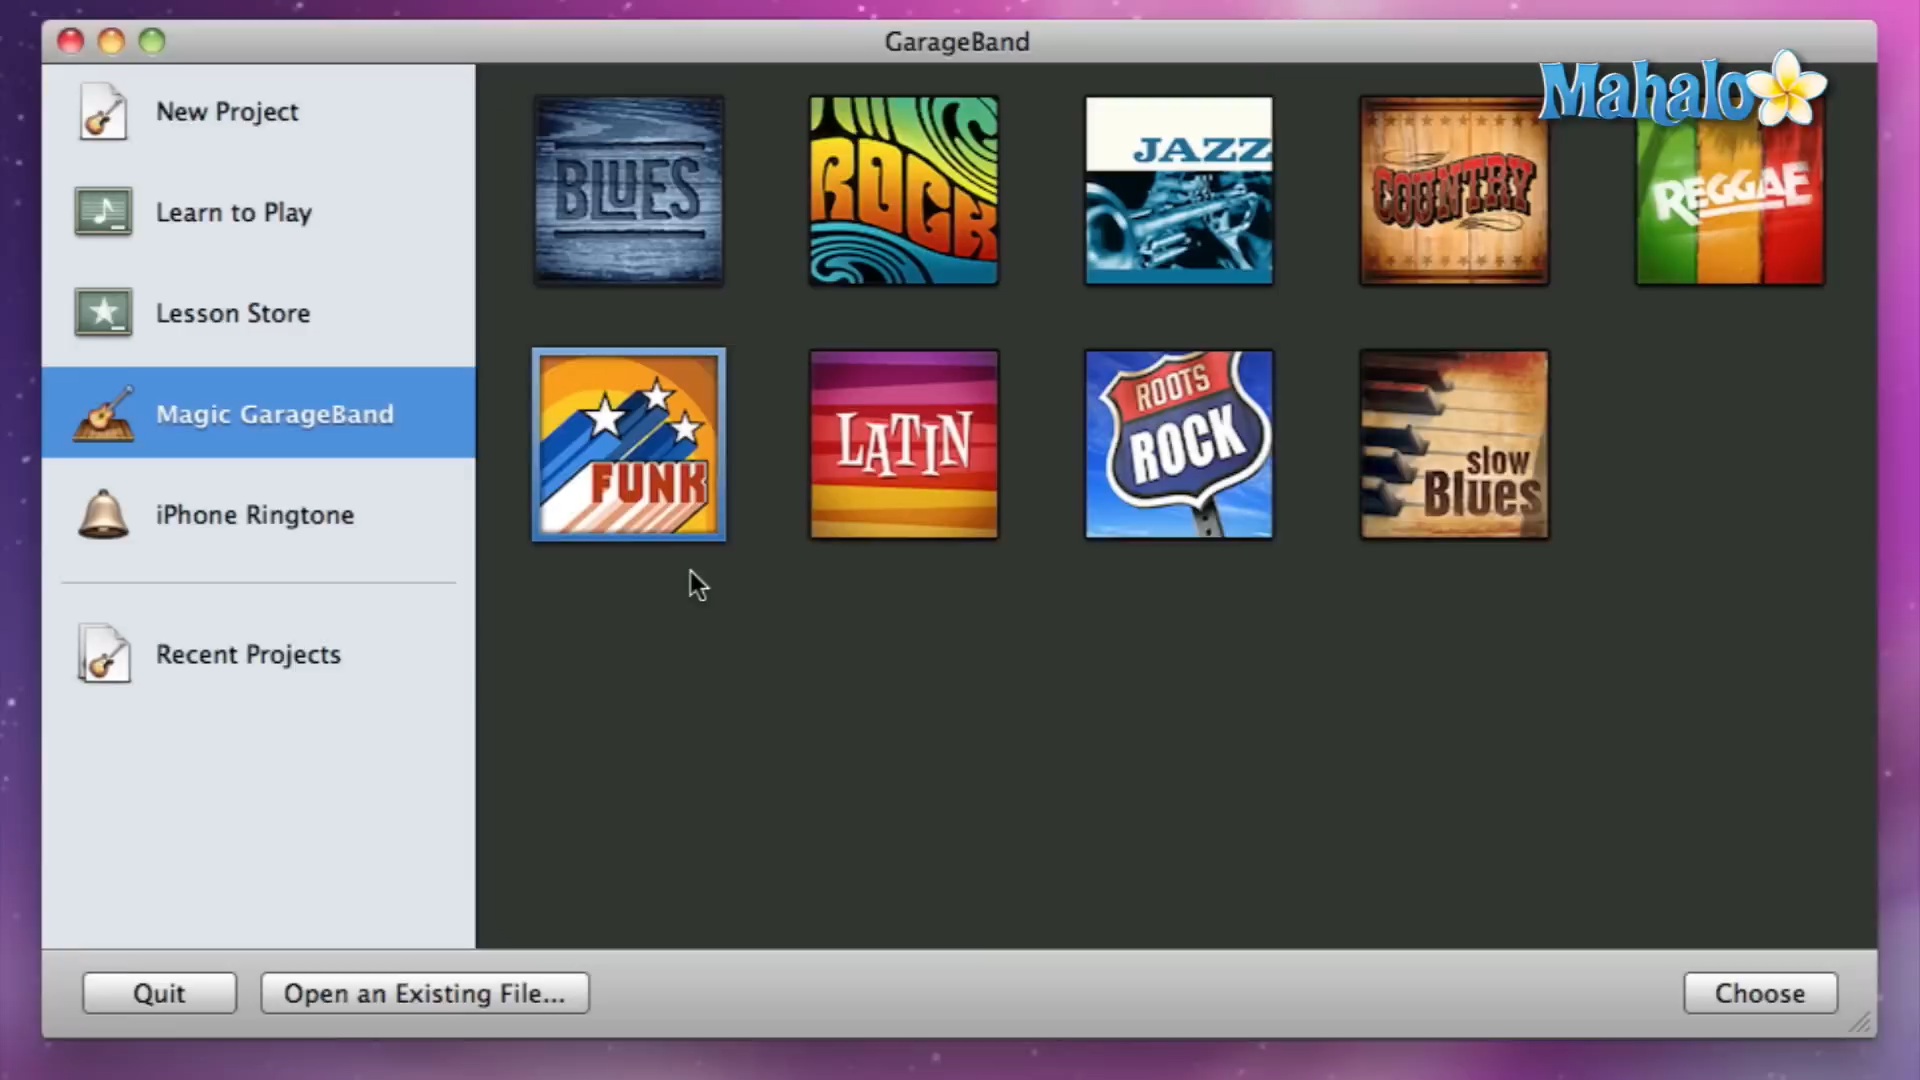 GarageBand
Mahalo
New Project
Learn to Play
Lesson Store
Magic GarageBand
iPhone Ringtone
Recent Projects
BLUES
ROCK
JAZZ
COUNTRY
REGGAE
FUNK
LATIN
ROOTS
ROCK
slow
Blues
Quit
Open an Existing File...
Choose